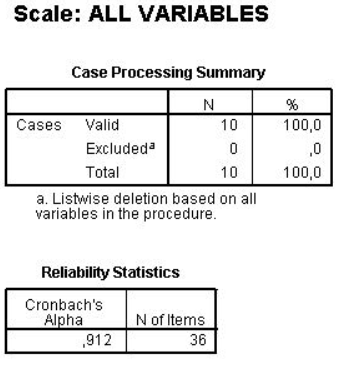 Scale: ALL VARIABLES
Case Processing Summary
N %
Cases Valid 10 100,0
Excludedª 0 ,0
Total 10 100,0
a. Listwise deletion based on all
variables in the procedure.
Reliability Statistics
Cronbach's
Alpha N of Items
,912 36